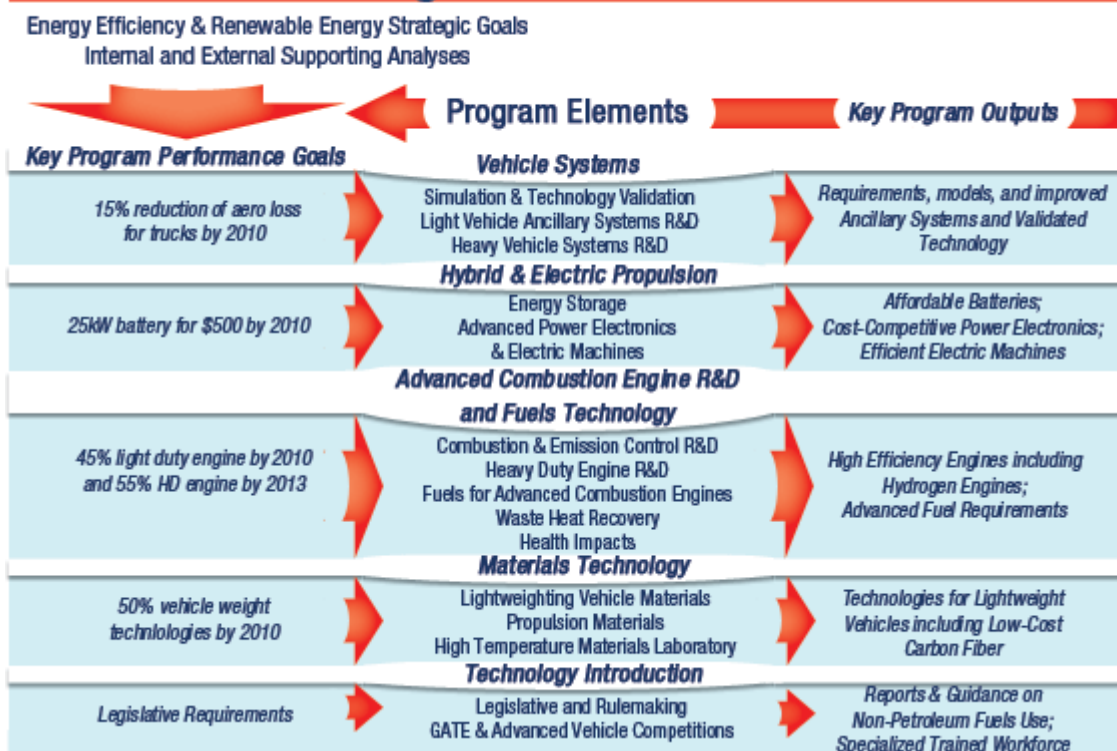 Energy Efficiency & Renewable Energy Strategic Goals
Internal and External Supporting Analyses
Program Elements
Key Program Outputs
Key Program Performance Goals
Vehicle Systems
15% reduction of aero loss
for trucks by 2010
Simulation & Technology Validation
Light Vehicle Ancillary Systems R&D
Heavy Vehicle Systems R&D
Requirements, models, and improved
Ancillary Systems and Validated
Technology
Hybrid & Electric Propulsion
25kW battery for $500 by 2010
Energy Storage
Advanced Power Electronics
& Electric Machines
Affordable Batteries;
Cost-Competitive Power Electronics;
Efficient Electric Machines
Advanced Combustion Engine R&D
and Fuels Technology
45% light duty engine by 2010
and 55% HD engine by 2013
Combustion & Emission Control R&D
Heavy Duty Engine R&D
Fuels for Advanced Combustion Engines
Waste Heat Recovery
Health Impacts
High Efficiency Engines including
Hydrogen Engines;
Advanced Fuel Requirements
Materials Technology
50% vehicle weight
technlologies by 2010
Lightweighting Vehicle Materials
Propulsion Materials
High Temperature Materials Laboratory
Technologies for Lightweight
Vehicles including Low-Cost
Carbon Fiber
Technology Introduction
Legislative Requirements
Legislative and Rulemaking
GATE & Advanced Vehicle Competitions
Reports & Guidance on
Non-Petroleum Fuels Use;
Specialized Trained Workforce